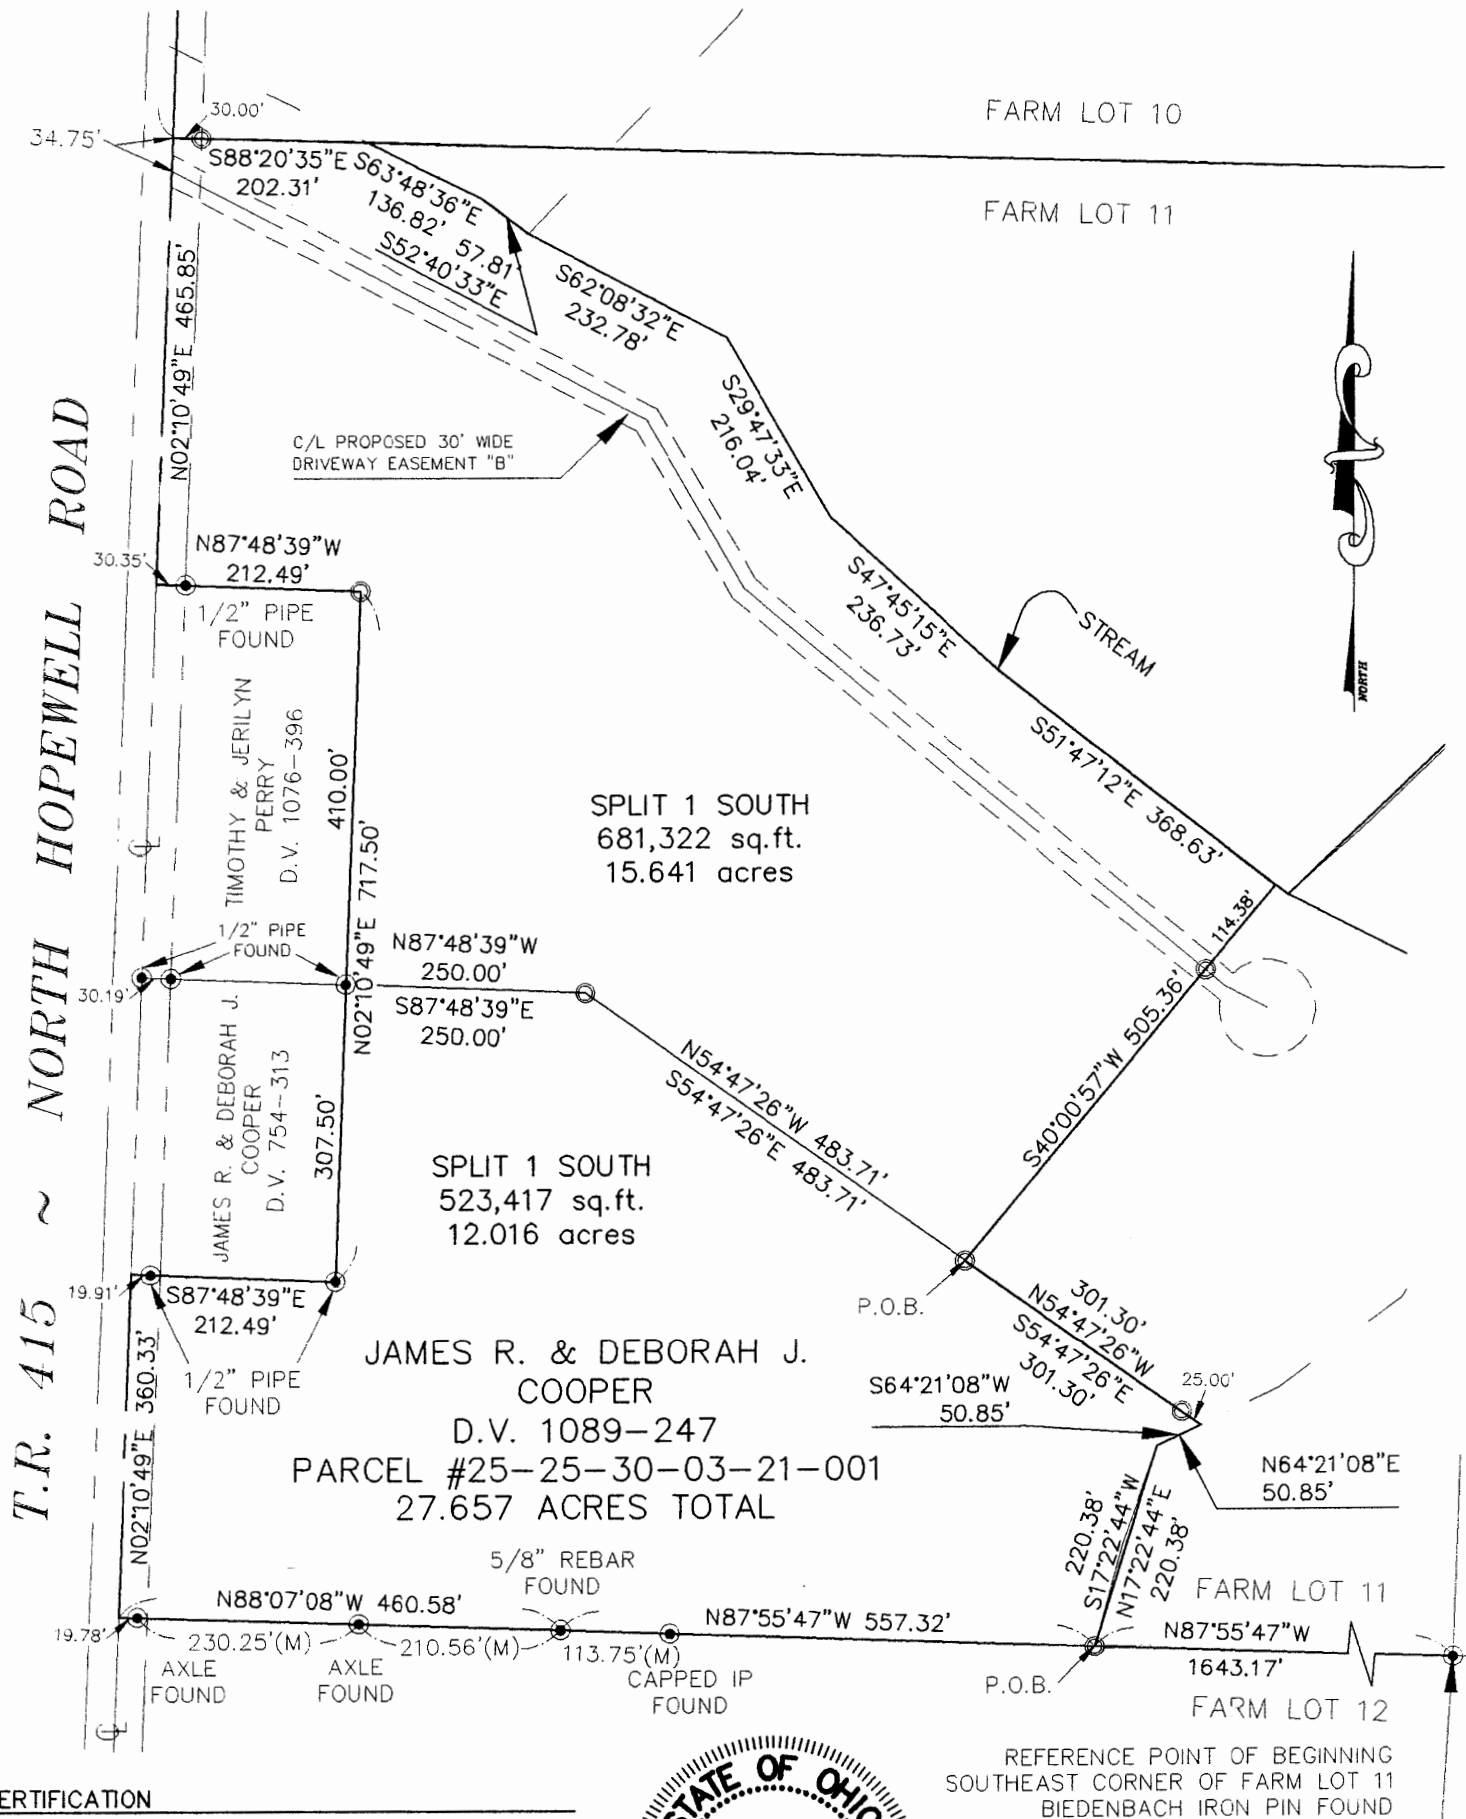 FARM LOT 10
30.00'
34.75'
S88°20'35"E
202.31'
S63°48'36"E
136.82'
57.81'
S52°40'33"E
FARM LOT 11
S62°08'32"E
232.78'
N02°10'49"E 465.85'
S29°47'33"E
216.04'
C/L PROPOSED 30' WIDE
DRIVEWAY EASEMENT "B"
30.35'
N87°48'39"W
212.49'
1/2" PIPE
FOUND
S47°45'15"E
236.73'
STREAM
NORTH
T.R. 415 ~ NORTH HOPEWELL ROAD
TIMOTHY & JERILYN
PERRY
D.V. 1076-396
410.00'
N02°10'49"E 717.50'
SPLIT 1 SOUTH
681,322 sq.ft.
15.641 acres
S51°47'12"E 368.63'
114.38'
1/2" PIPE
FOUND
N87°48'39"W
250.00'
S87°48'39"E
250.00'
30.19'
S40°00'57"W 505.36'
JAMES R. & DEBORAH J.
COOPER
D.V. 754-313
307.50'
N54°47'26"W 483.71'
S54°47'26"E 483.71'
SPLIT 1 SOUTH
523,417 sq.ft.
12.016 acres
19.91'
S87°48'39"E
212.49'
P.O.B.
301.30'
N54°47'26"W
S54°47'26"E
301.30'
1/2" PIPE
FOUND
N02°10'49"E 360.33'
JAMES R. & DEBORAH J.
COOPER
D.V. 1089-247
PARCEL #25-25-30-03-21-001
27.657 ACRES TOTAL
S64°21'08"W
50.85'
25.00'
N64°21'08"E
50.85'
220.38'
S17°22'44"W
N17°22'44"E
220.38'
5/8" REBAR
FOUND
FARM LOT 11
N88°07'08"W 460.58'
N87°55'47"W 557.32'
N87°55'47"W
1643.17'
19.78'
230.25'(M)
210.56'(M)
113.75'(M)
AXLE
FOUND
AXLE
FOUND
CAPPED IP
FOUND
P.O.B.
FARM LOT 12
REFERENCE POINT OF BEGINNING
SOUTHEAST CORNER OF FARM LOT 11
BIEDENBACH IRON PIN FOUND
STATE OF OHIO
ERTIFICATION